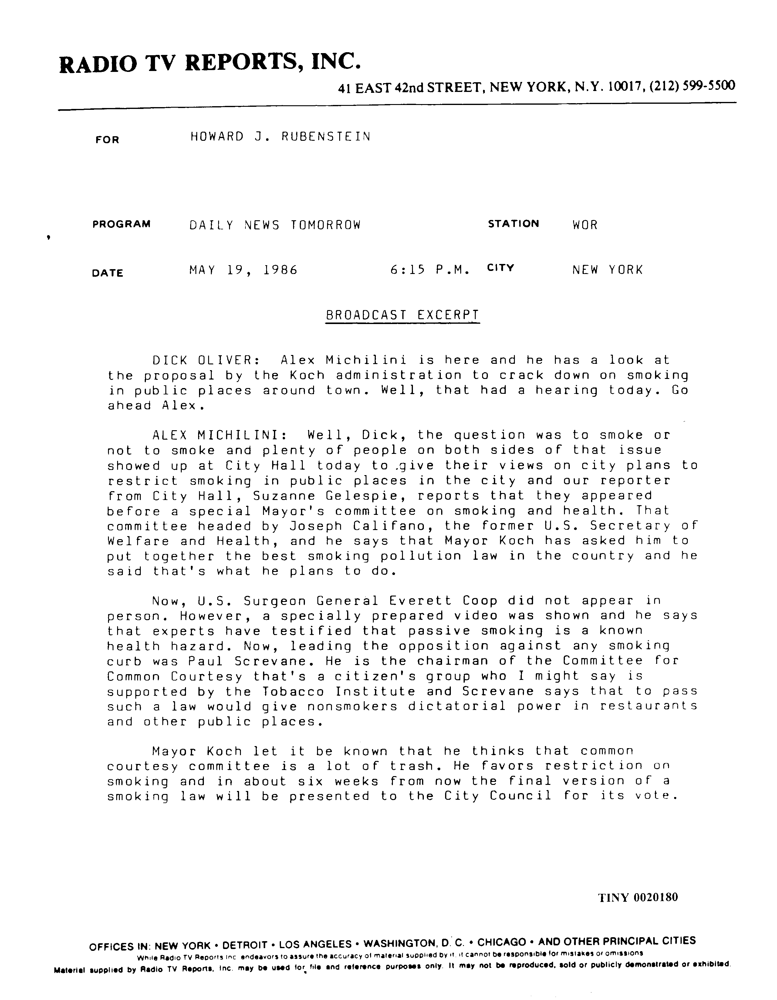 RADIO TV REPORTS, INC.
41 EAST 42nd STREET, NEW YORK, N.Y. 10017, (212) 599-5500
FOR HOWARD J. RUBENSTEIN
PROGRAM DAILY NEWS TOMORROW STATION WOR
DATE MAY 19, 1986 6:15 P.M. CITY NEW YORK
BROADCAST EXCERPT
DICK OLIVER: Alex Michilini is here and he has a look at
the proposal by the Koch administration to crack down on smoking
in public places around town. Well, that had a hearing today. Go
ahead Alex.
ALEX MICHILINI: Well, Dick, the question was to smoke or
not to smoke and plenty of people on both sides of that issue
showed up at City Hall today to give their views on city plans to
restrict smoking in public places in the city and our reporter
from City Hall, Suzanne Gelespie, reports that they appeared
before a special Mayor's committee on smoking and health. That
committee headed by Joseph Califano, the former U.S. Secretary of
Welfare and Health, and he says that Mayor Koch has asked him to
put together the best smoking pollution law in the country and he
said that's what he plans to do.
Now, U.S. Surgeon General Everett Coop did not appear in
person. However, a specially prepared video was shown and he says
that experts have testified that passive smoking is a known
health hazard. Now, leading the opposition against any smoking
curb was Paul Screvane. He is the chairman of the Committee for
Common Courtesy that's a citizen's group who I might say is
supported by the Tobacco Institute and Screvane says that to pass
such a law would give nonsmokers dictatorial power in restaurants
and other public places.
Mayor Koch let it be known that he thinks that common
courtesy committee is a lot of trash. He favors restriction on
smoking and in about six weeks from now the final version of a
smoking law will be presented to the City Council for its vote.
TINY 0020180
OFFICES IN: NEW YORK • DETROIT • LOS ANGELES • WASHINGTON, D. C. • CHICAGO • AND OTHER PRINCIPAL CITIES
While Radio TV Reports Inc. endeavors to assure the accuracy of material supplied by it, it cannot be responsible for mistakes or omissions.
Material supplied by Radio TV Reports, Inc. may be used for file and reference purposes only. It may not be reproduced, sold or publicly demonstrated or exhibited.